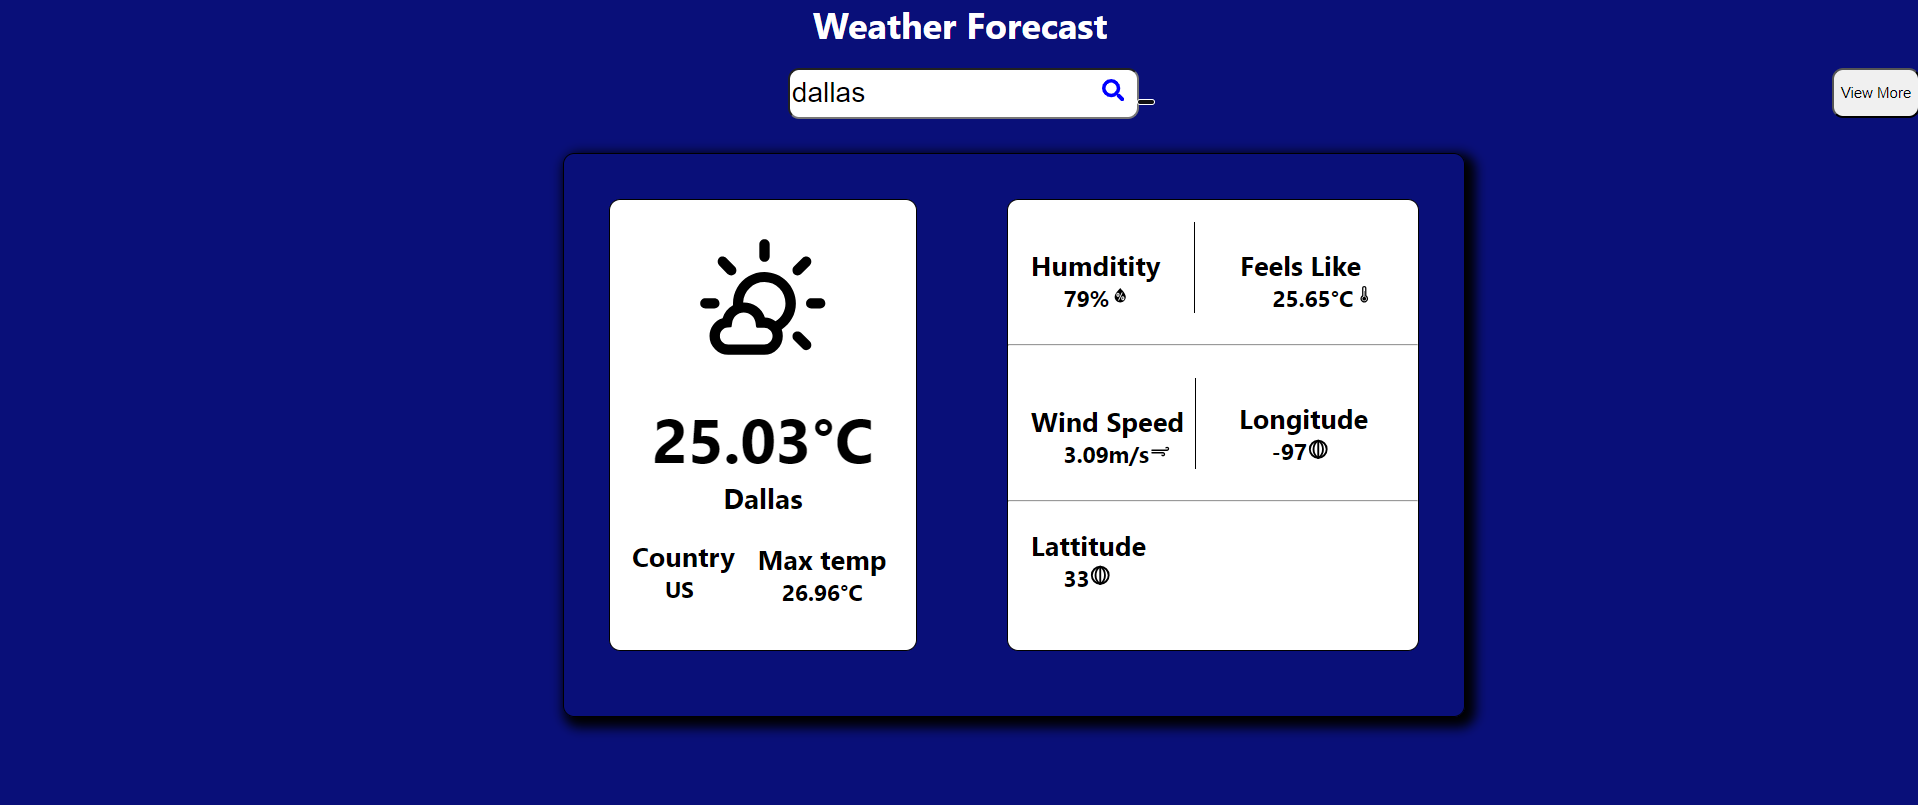 Weather Forecast
dallas
View More
25.03°C
Dallas
Country
US
Max temp
26.96°C
Humditity
79%
Feels Like
25.65°C
Wind Speed
3.09m/s
Longitude
-97
Lattitude
33